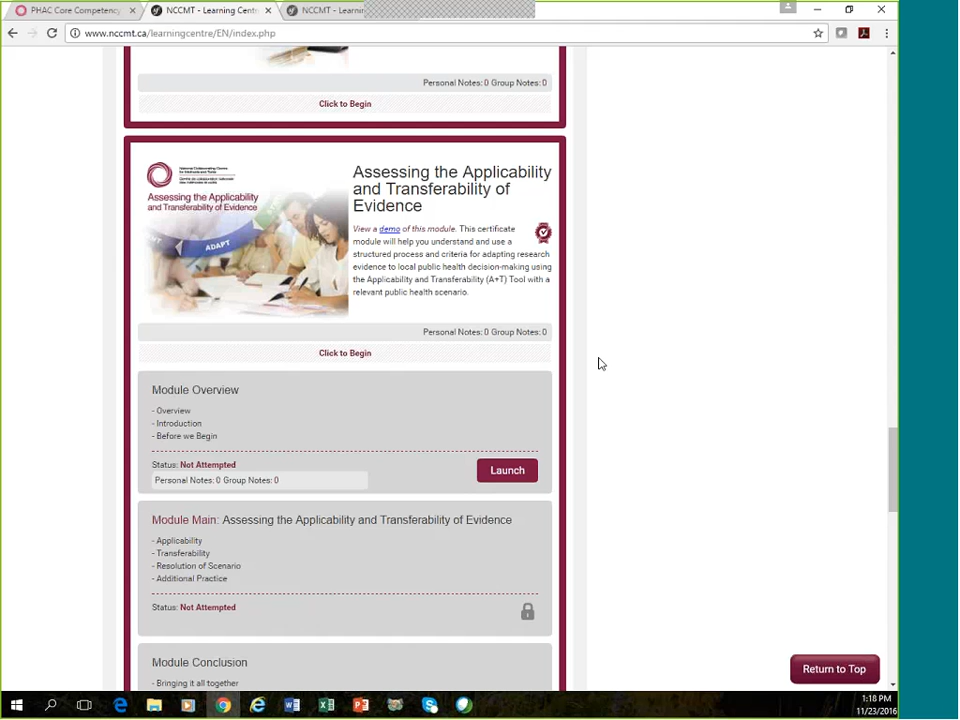 PHAC Core Competency
NCCMT - Learning Centr
NCCMT - Learnin
www.nccmt.ca/learningcentre/EN/index.php
Personal Notes: 0 Group Notes: 0
Click to Begin
Assessing the Applicability
and Transferability of Evidence
ADAPT
Assessing the Applicability
and Transferability of
Evidence
View a demo of this module. This certificate
module will help you understand and use a
structured process and criteria for adapting research
evidence to local public health decision-making using
the Applicability and Transferability (A+T) Tool with a
relevant public health scenario.
Personal Notes: 0 Group Notes: 0
Click to Begin
Module Overview
- Overview
- Introduction
- Before we Begin
Status: Not Attempted
Personal Notes: 0 Group Notes: 0
Launch
Module Main: Assessing the Applicability and Transferability of Evidence
- Applicability
- Transferability
- Resolution of Scenario
- Additional Practice
Status: Not Attempted
Module Conclusion
- Bringing it all together
Return to Top
1:18 PM
11/23/2016